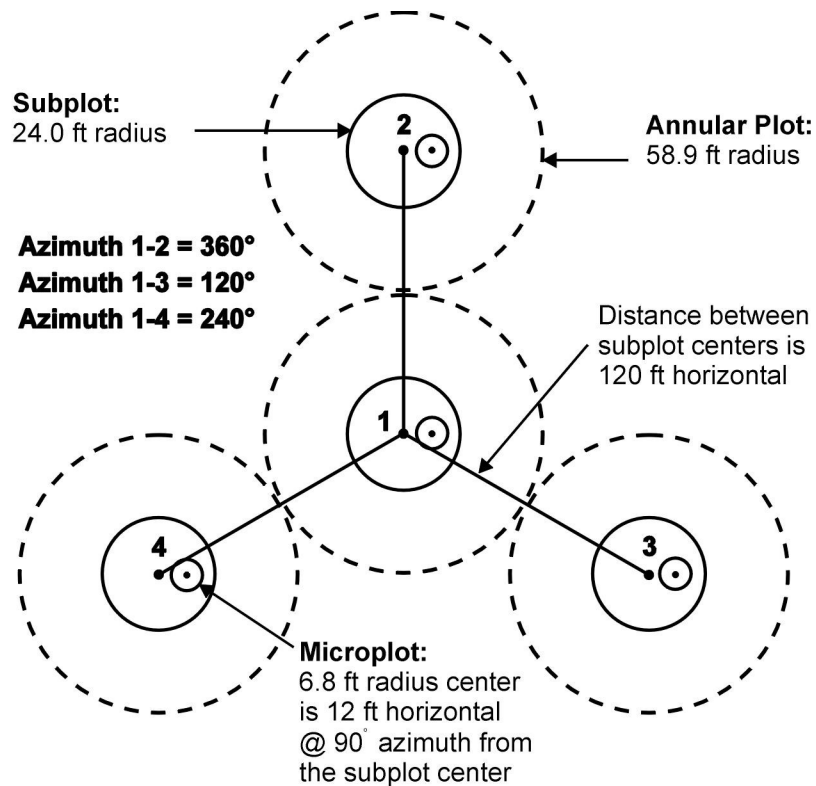 Subplot:
24.0 ft radius
2
Annular Plot:
58.9 ft radius
Azimuth 1-2 = 360°
Azimuth 1-3 = 120°
Azimuth 1-4 = 240°
Distance between
subplot centers is
120 ft horizontal
1
4
3
Microplot:
6.8 ft radius center
is 12 ft horizontal
@ 90° azimuth from
the subplot center